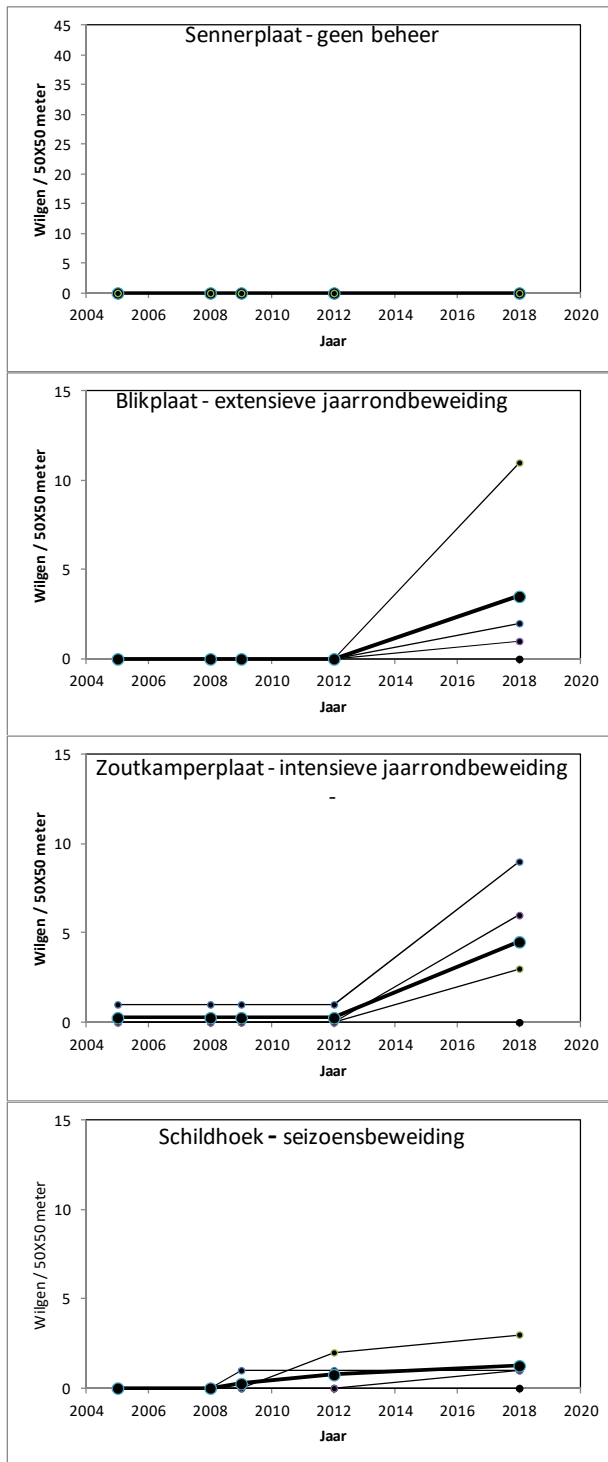 Sennerplaat - geen beheer
Wilgen / 50X50 meter
45
40
35
30
25
20
15
10
5
0
2004 2006 2008 2010 2012 2014 2016 2018 2020
Jaar
Blikplaat - extensieve jaarrondbeweiding
Wilgen / 50X50 meter
15
10
5
0
2004 2006 2008 2010 2012 2014 2016 2018 2020
Jaar
Zoutkamperplaat - intensieve jaarrondbeweiding
-
Wilgen / 50X50 meter
15
10
5
0
2004 2006 2008 2010 2012 2014 2016 2018 2020
Jaar
Schildhoek - seizoensbeweiding
Wilgen / 50X50 meter
15
10
5
0
2004 2006 2008 2010 2012 2014 2016 2018 2020
Jaar